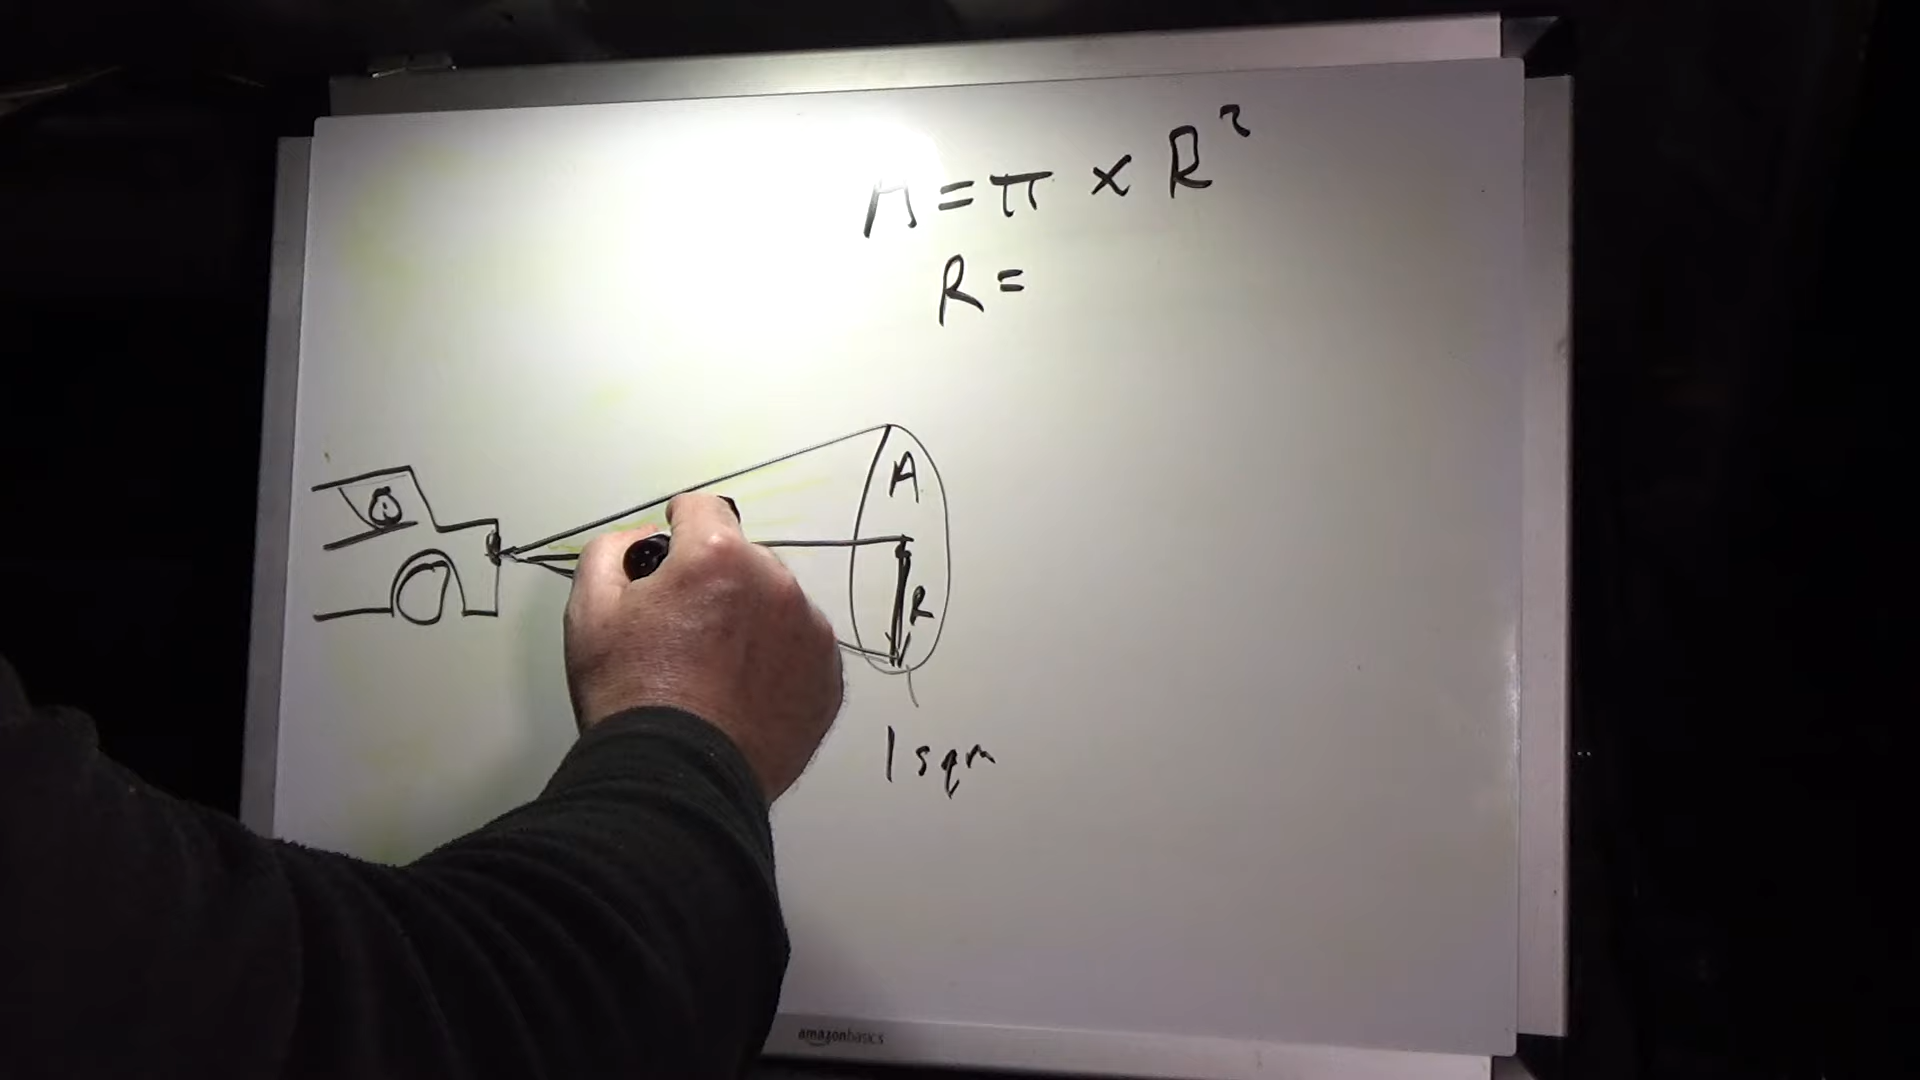 A = π × R²
R =
A
R
1 sqm
amazonbasics